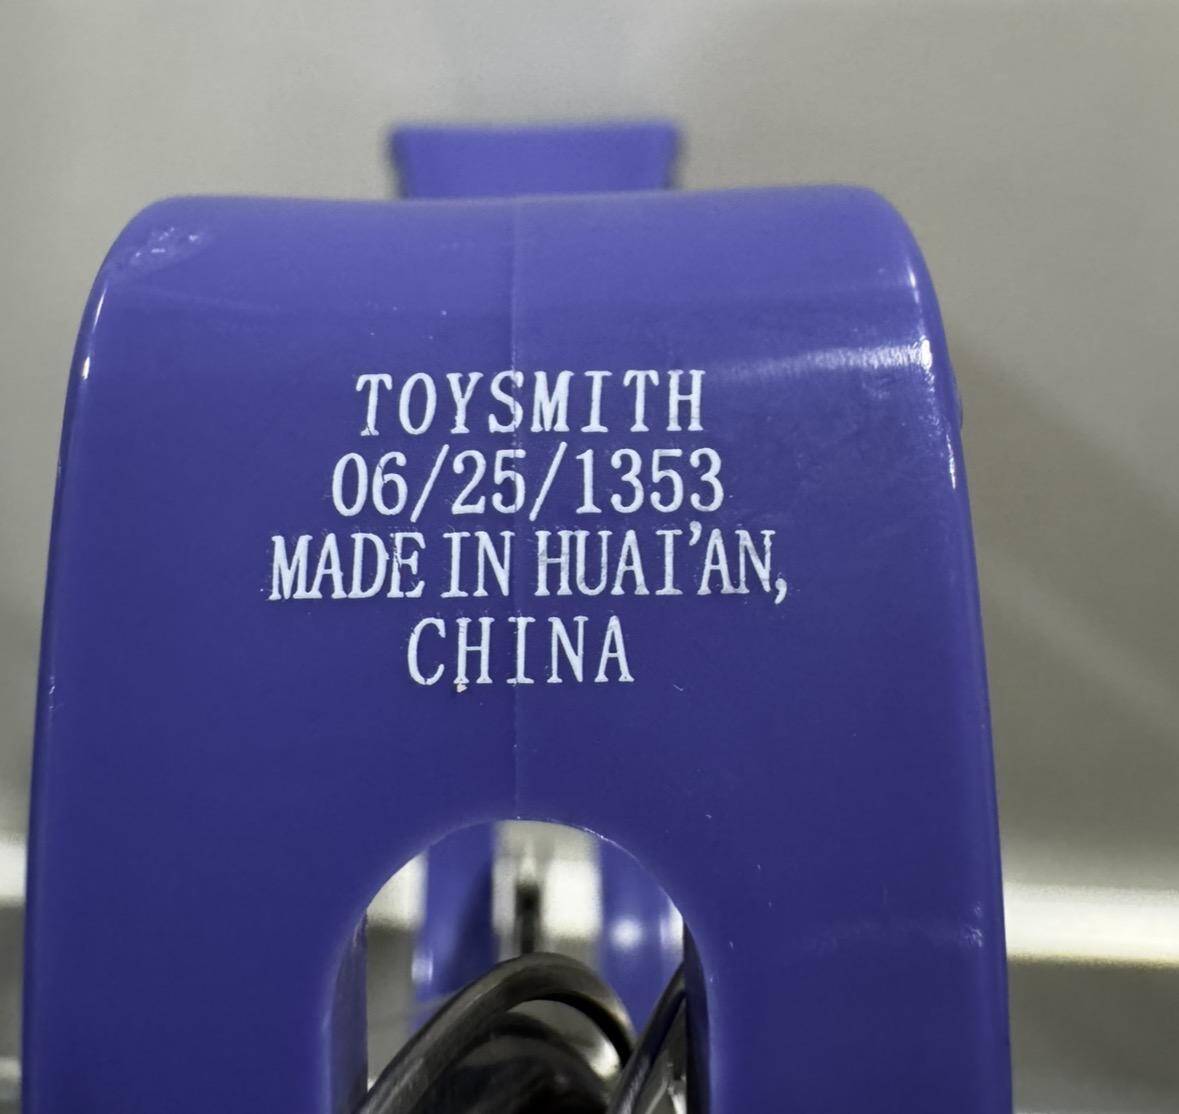 TOYSMITH
06/25/1353
MADE IN HUAI'AN,
CHINA